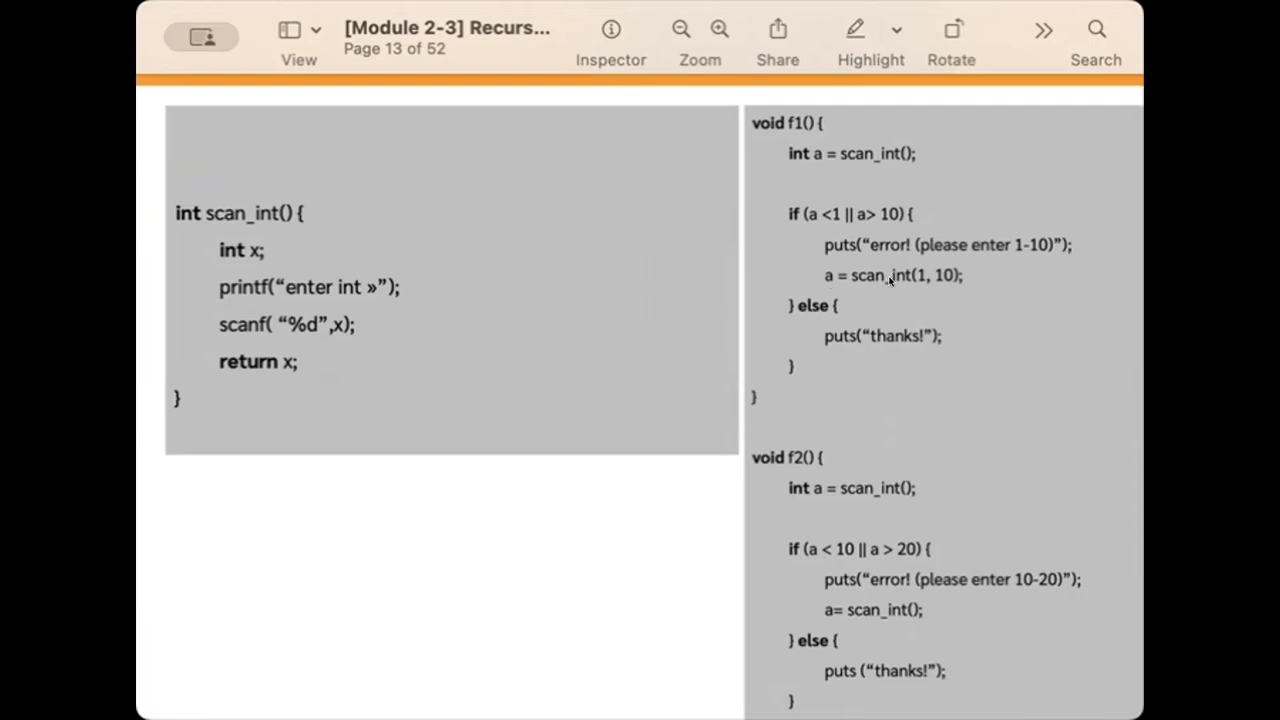 [Module 2-3] Recurs...
Page 13 of 52
View
Inspector
Zoom
Share
Highlight
Rotate
Search
int scan_int() {
int x;
printf(“enter int »”);
scanf( “%d”,x);
return x;
}
void f1() {
int a = scan_int();
if (a <1 || a> 10) {
puts(“error! (please enter 1-10)”);
a = scan_int(1, 10);
} else {
puts(“thanks!”);
}
}
void f2() {
int a = scan_int();
if (a < 10 || a > 20) {
puts(“error! (please enter 10-20)”);
a= scan_int();
} else {
puts (“thanks!”);
}